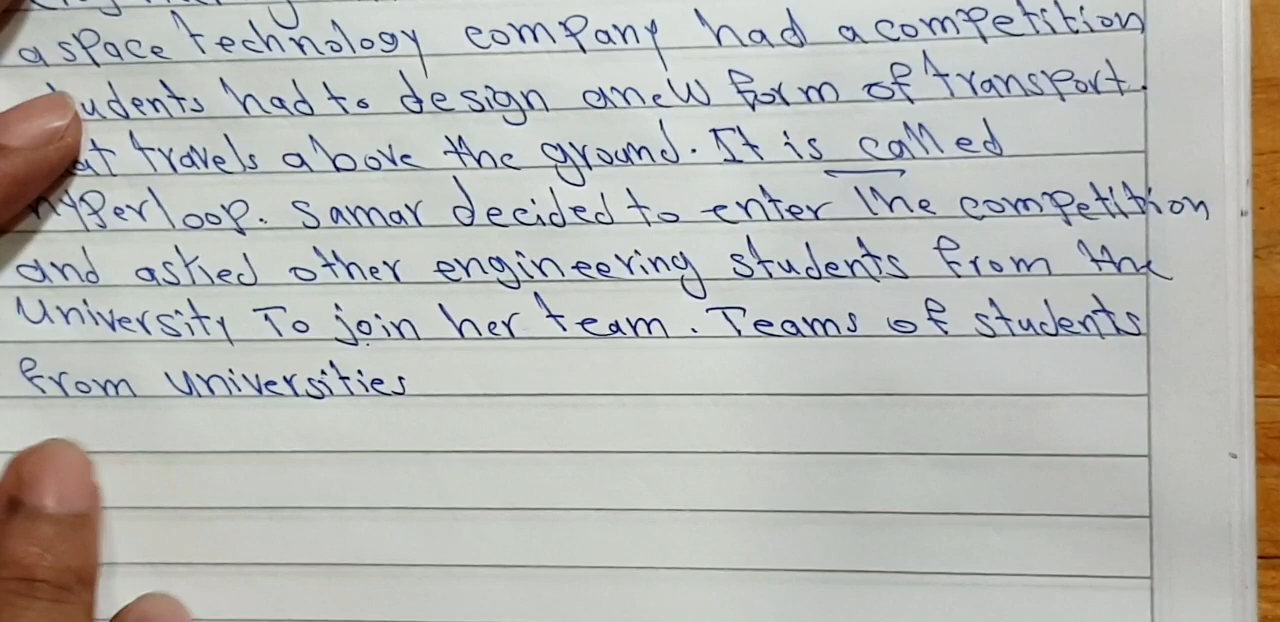 a space technology company had a competition
had to design a new form of transport.
travels above the ground. It is called
hyperloop. Samar decided to enter the competition
and asked other engineering students from the
University To join her team. Teams of students
from universities